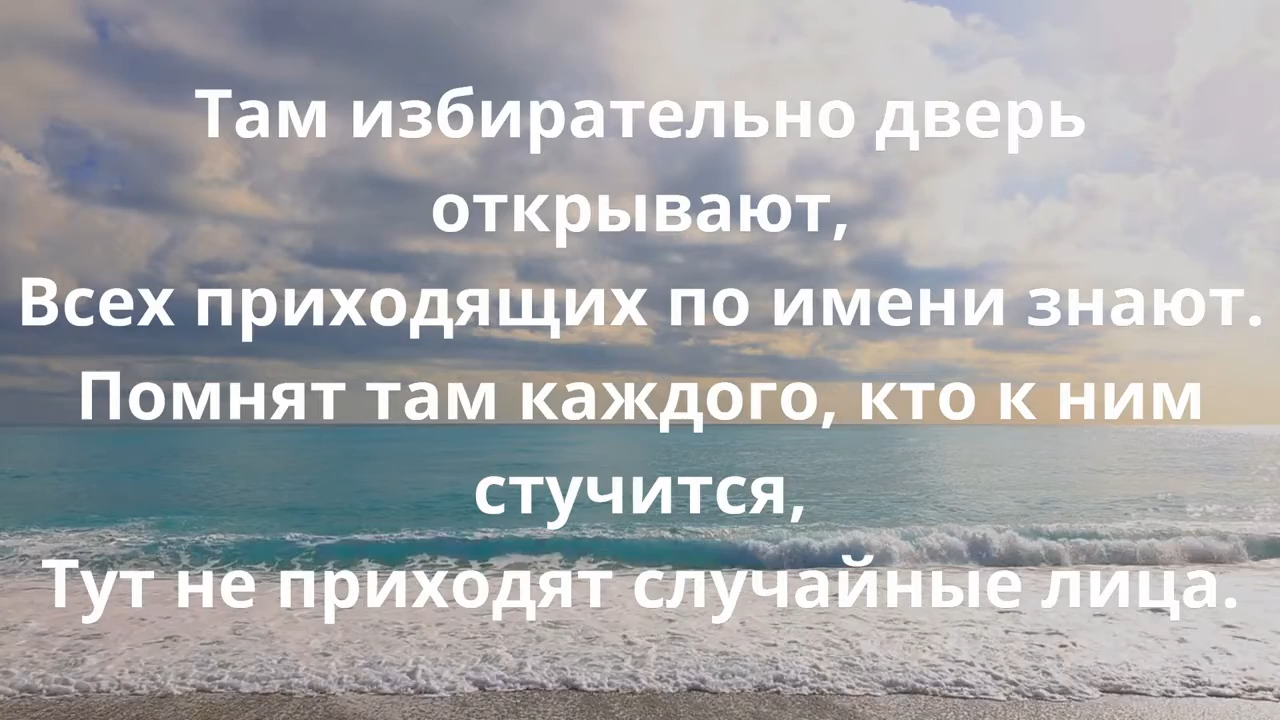 Там избирательно дверь
открывают,
Всех приходящих по имени знают.
Помнят там каждого, кто к ним
стучится,
Тут не приходят случайные лица.